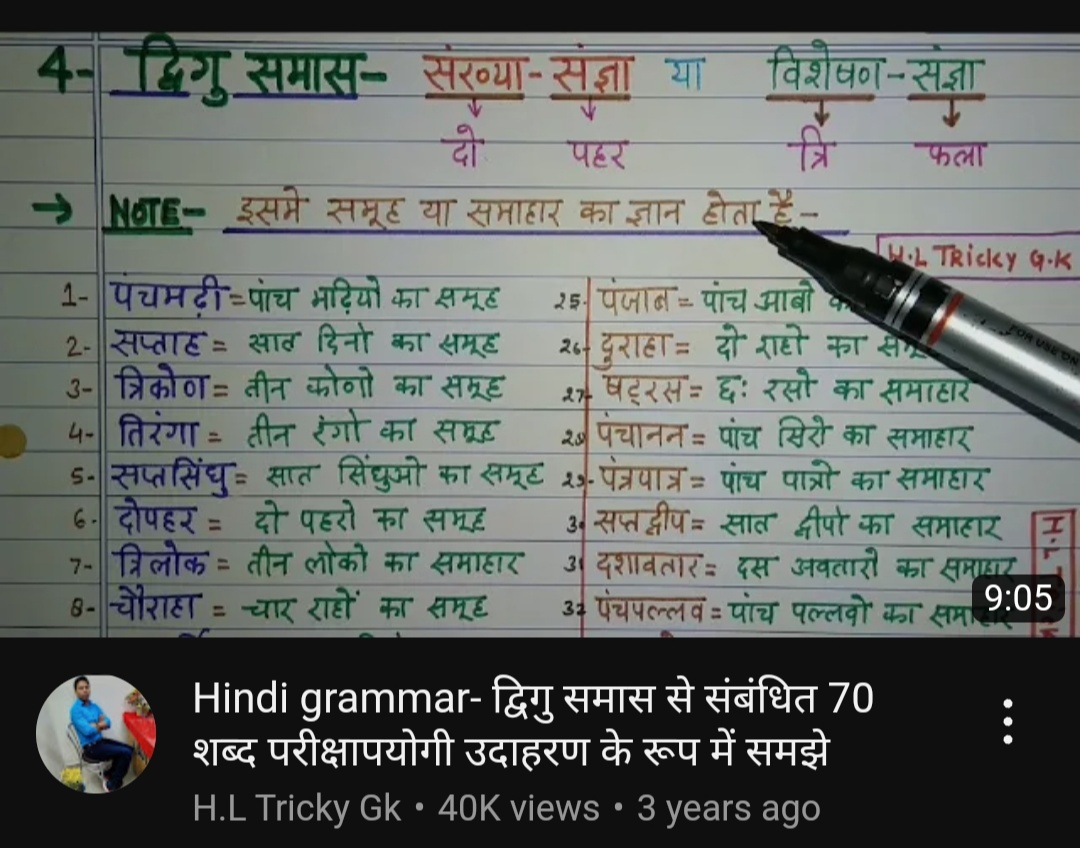 4- द्विगु समास- संख्या-संज्ञा या विशेषण-संज्ञा
दो पहर त्रि फला
→ NOTE- इसमे समूह या समाहार का ज्ञान होता है-
H.L TRicky G.K
1- पंचमढ़ी = पांच मढ़ियो का समूह
2- सप्ताह = सात दिनो का समूह
3- त्रिकोण = तीन कोणो का समूह
4- तिरंगा = तीन रंगो का समूह
5- सप्तसिंधु = सात सिंधुओ का समूह
6- दोपहर = दो पहरो का समूह
7- त्रिलोक = तीन लोको का समाहार
8- चौराहा = चार राहों का समूह
25- पंजाब = पांच आबो
26- दुराहा = दो राहो का
27- षट्रस = छः रसो का समाहार
28 पंचानन = पांच सिरो का समाहार
29- पंत्रपात्र = पांच पात्रो का समाहार
सप्तद्वीप = सात द्वीपो का समाहार
31 दशावतार = दस अवतारो का समाहार
32 पंचपल्लव = पांच पल्लवो का समाहार
9:05
Hindi grammar- द्विगु समास से संबंधित 70
शब्द परीक्षापयोगी उदाहरण के रूप में समझे
H.L Tricky Gk • 40K views • 3 years ago